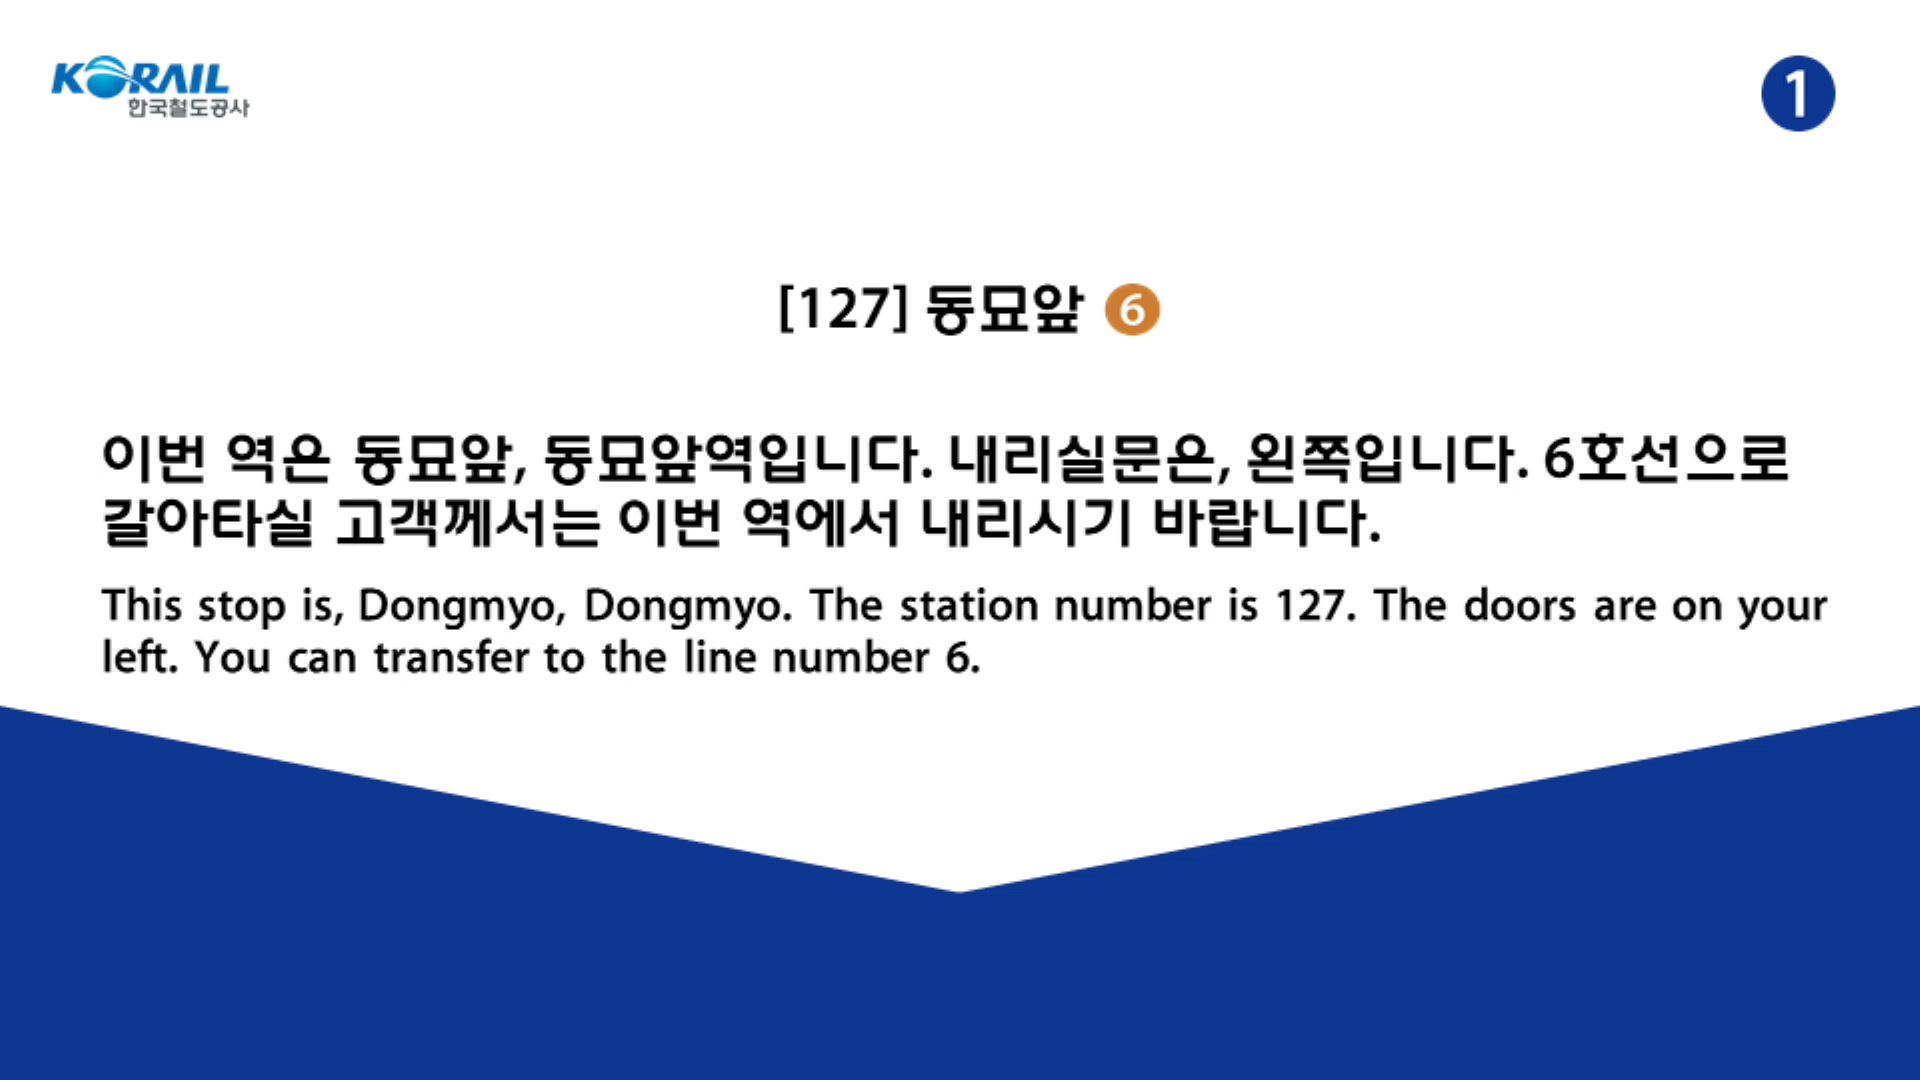 KORAIL
한국철도공사
1
[127] 동묘앞 6
이번 역은 동묘앞, 동묘앞역입니다. 내리실문은, 왼쪽입니다. 6호선으로
갈아타실 고객께서는 이번 역에서 내리시기 바랍니다.
This stop is, Dongmyo, Dongmyo. The station number is 127. The doors are on your
left. You can transfer to the line number 6.